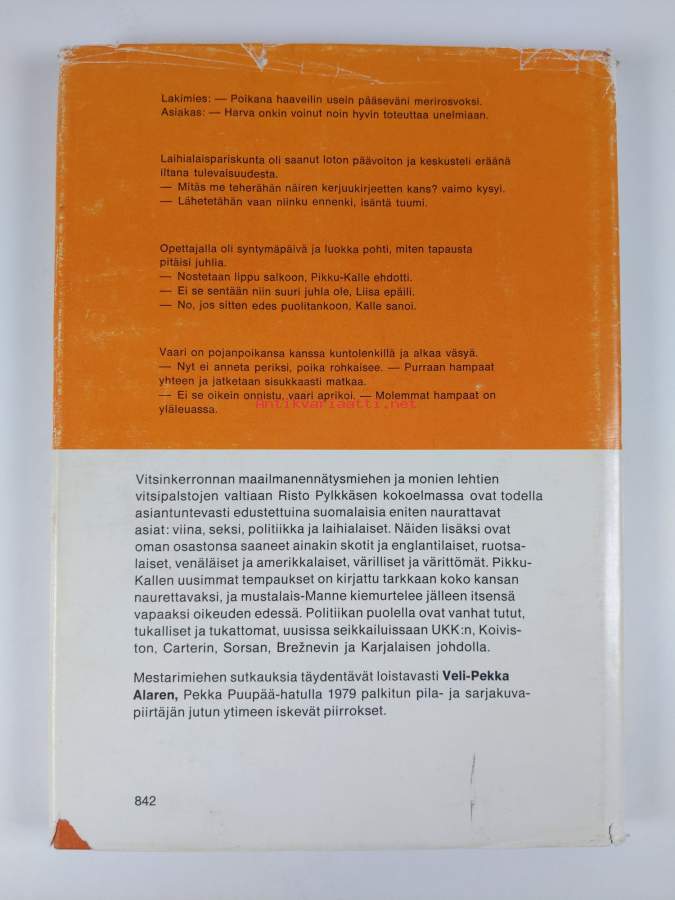 Lakimies: — Poikana haaveilin usein pääseväni merirosvoksi.
Asiakas: — Harva onkin voinut noin hyvin toteuttaa unelmiaan.
Laihialaispariskunta oli saanut loton päävoiton ja keskusteli eräänä
iltana tulevaisuudesta.
— Mitäs me teherähän näiren kerjuukirjeetten kans? vaimo kysyi.
— Lähetetähän vaan niinku ennenki, isäntä tuumi.
Opettajalla oli syntymäpäivä ja luokka pohti, miten tapausta
pitäisi juhlia.
— Nostetaan lippu salkoon, Pikku-Kalle ehdotti.
— Ei se sentään niin suuri juhla ole, Liisa epäili.
— No, jos sitten edes puolitankoon, Kalle sanoi.
Vaari on pojanpoikansa kanssa kuntolenkillä ja alkaa väsyä.
— Nyt ei anneta periksi, poika rohkaisee. — Purraan hampaat
yhteen ja jatketaan sisukkaasti matkaa.
— Ei se oikein onnistu, vaari aprikoi. — Molemmat hampaat on
yläleuassa.
Antikvariaatti.net
Vitsinkerronnan maailmanennätysmiehen ja monien lehtien
vitsipalstojen valtiaan Risto Pylkkäsen kokoelmassa ovat todella
asiantuntevasti edustettuina suomalaisia eniten naurattavat
asiat: viina, seksi, politiikka ja laihialaiset. Näiden lisäksi ovat
oman osastonsa saaneet ainakin skotit ja englantilaiset, ruotsa-
laiset, venäläiset ja amerikkalaiset, värilliset ja värittömät. Pikku-
Kallen uusimmat tempaukset on kirjattu tarkkaan koko kansan
naurettavaksi, ja mustalais-Manne kiemurtelee jälleen itsensä
vapaaksi oikeuden edessä. Politiikan puolella ovat vanhat tutut,
tukalliset ja tukattomat, uusissa seikkailuissaan UKK:n, Koivis-
ton, Carterin, Sorsan, Brežnevin ja Karjalaisen johdolla.
Mestarimiehen sutkauksia täydentävät loistavasti Veli-Pekka
Alaren, Pekka Puupää-hatulla 1979 palkitun pila- ja sarjakuva-
piirtäjän jutun ytimeen iskevät piirrokset.
842